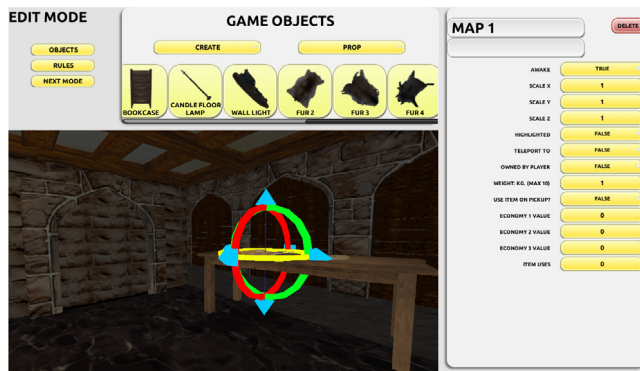 EDIT MODE
OBJECTS
RULES
NEXT MODE
GAME OBJECTS
CREATE
PROP
BOOKCASE
CANDLE FLOOR
LAMP
WALL LIGHT
FUR 2
FUR 3
FUR 4
MAP 1
DELETE
AWAKE TRUE
SCALE X 1
SCALE Y 1
SCALE Z 1
HIGHLIGHTED FALSE
TELEPORT TO FALSE
OWNED BY PLAYER FALSE
WEIGHT: KG. (MAX 10) 1
USE ITEM ON PICKUP? FALSE
ECONOMY 1 VALUE 0
ECONOMY 2 VALUE 0
ECONOMY 3 VALUE 0
ITEM USES 0